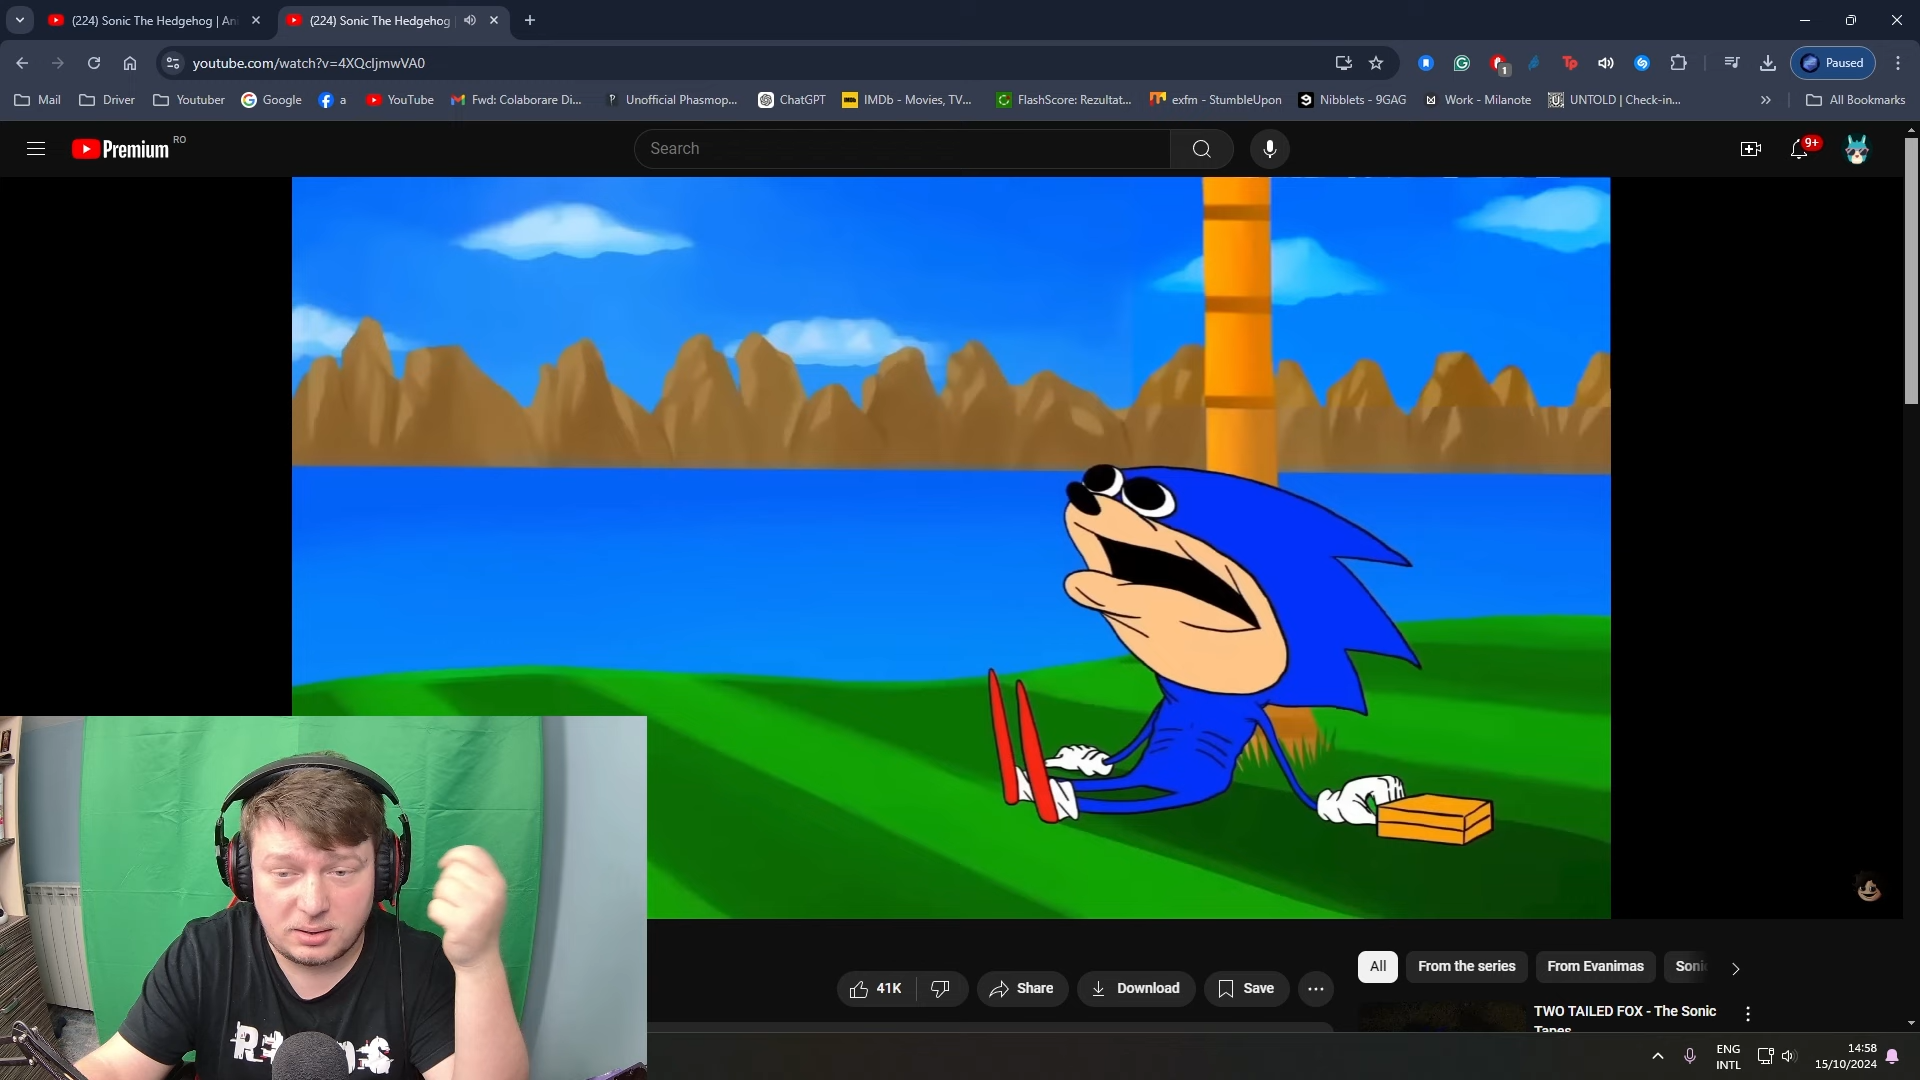 (224) Sonic The Hedgehog | An
(224) Sonic The Hedgehog
youtube.com/watch?v=4XQcIjmwVA0
1
Tp
Paused
Mail
Driver
Youtuber
Google
a
YouTube
Fwd: Colaborare Di...
Unofficial Phasmop...
ChatGPT
IMDb - Movies, TV...
FlashScore: Rezultat...
exfm - StumbleUpon
Nibblets - 9GAG
Work - Milanote
UNTOLD | Check-in...
All Bookmarks
Premium RO
Search
9+
41K
Share
Download
Save
All
From the series
From Evanimas
Soni
TWO TAILED FOX - The Sonic
Tapes
ENG
INTL
14:58
15/10/2024